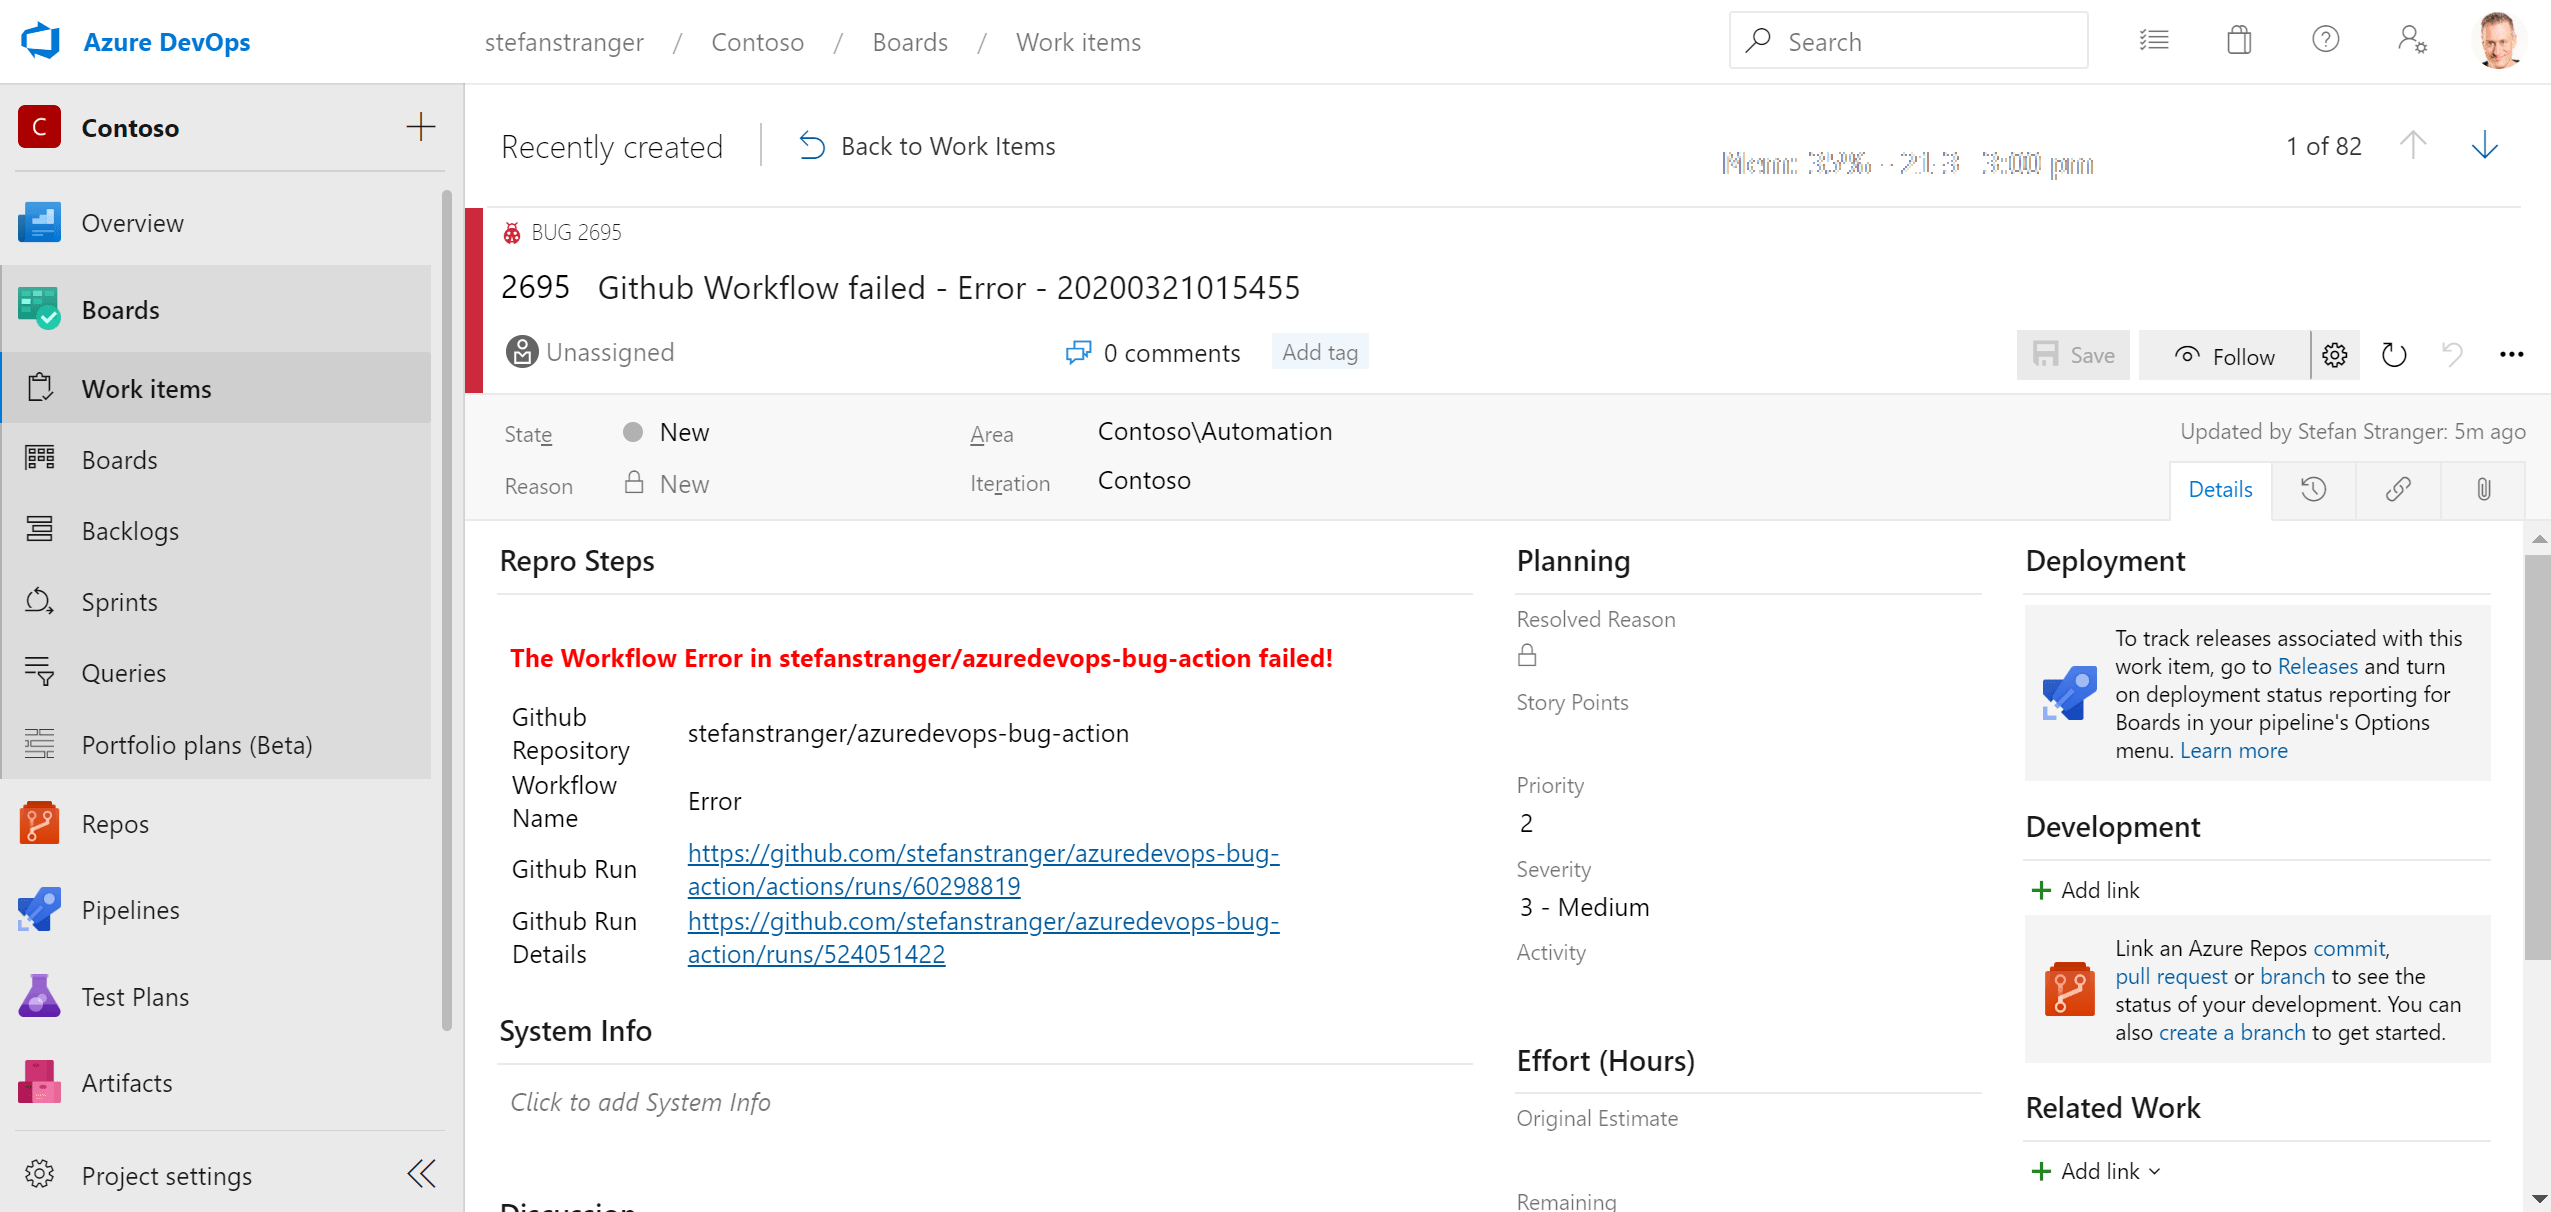 Azure DevOps
stefanstranger / Contoso / Boards / Work items
Search
C Contoso
Overview
Boards
Work items
Boards
Backlogs
Sprints
Queries
Portfolio plans (Beta)
Repos
Pipelines
Test Plans
Artifacts
Project settings
Recently created
Back to Work Items
3:00 pm
1 of 82
BUG 2695
2695 Github Workflow failed - Error - 20200321015455
Unassigned
0 comments
Add tag
Save
Follow
State New
Area Contoso\Automation
Updated by Stefan Stranger: 5m ago
Reason New
Iteration Contoso
Details
Repro Steps
The Workflow Error in stefanstranger/azuredevops-bug-action failed!
Github
Repository
stefanstranger/azuredevops-bug-action
Workflow
Name
Error
Github Run
https://github.com/stefanstranger/azuredevops-bug-
action/actions/runs/60298819
Github Run
Details
https://github.com/stefanstranger/azuredevops-bug-
action/runs/524051422
System Info
Click to add System Info
Discussion
Planning
Resolved Reason
Story Points
Priority
2
Severity
3 - Medium
Activity
Effort (Hours)
Original Estimate
Remaining
Deployment
To track releases associated with this
work item, go to Releases and turn
on deployment status reporting for
Boards in your pipeline's Options
menu. Learn more
Development
Add link
Link an Azure Repos commit,
pull request or branch to see the
status of your development. You can
also create a branch to get started.
Related Work
Add link